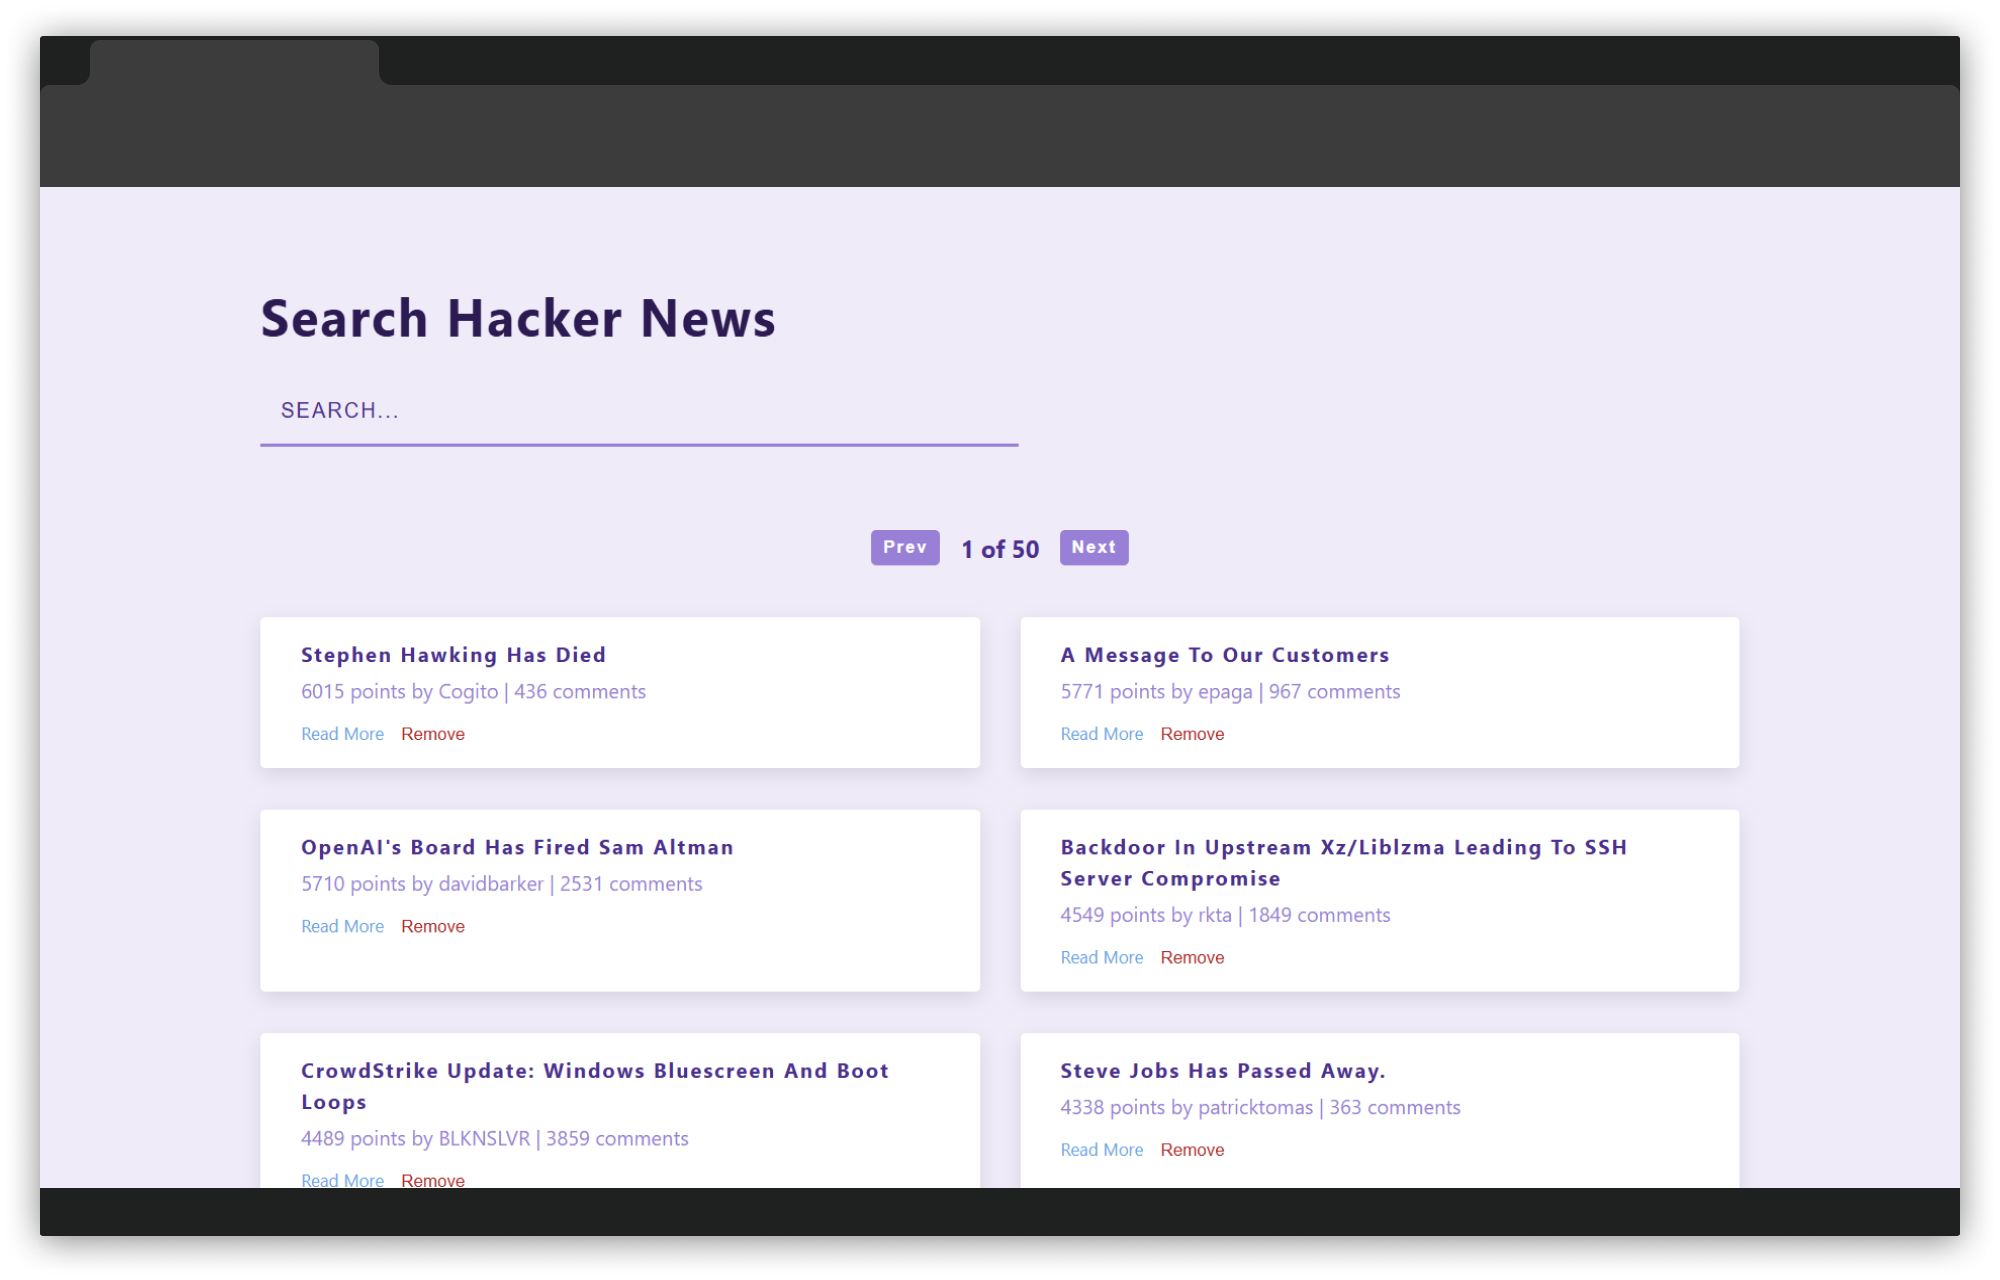 Search Hacker News
SEARCH...
Prev 1 of 50 Next
Stephen Hawking Has Died
6015 points by Cogito | 436 comments
Read More Remove
A Message To Our Customers
5771 points by epaga | 967 comments
Read More Remove
OpenAI's Board Has Fired Sam Altman
5710 points by davidbarker | 2531 comments
Read More Remove
Backdoor In Upstream Xz/Liblzma Leading To SSH
Server Compromise
4549 points by rkta | 1849 comments
Read More Remove
CrowdStrike Update: Windows Bluescreen And Boot
Loops
4489 points by BLKNSLVR | 3859 comments
Read More Remove
Steve Jobs Has Passed Away.
4338 points by patricktomas | 363 comments
Read More Remove